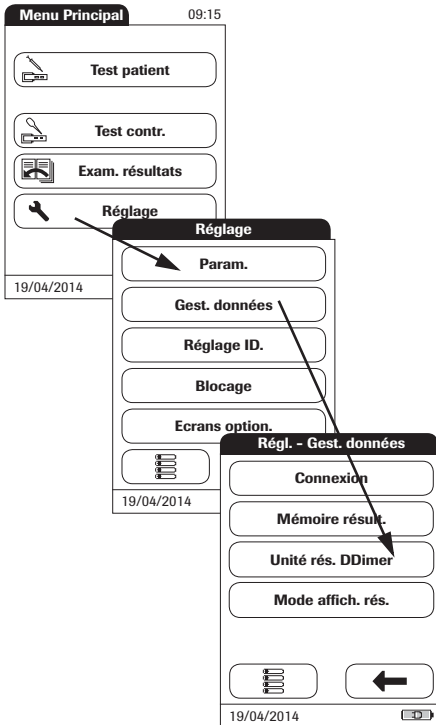 Menu Principal
09:15
Test patient
Test contr.
Exam. résultats
Réglage
19/04/2014
Réglage
Param.
Gest. données
Réglage ID.
Blocage
Ecrans option.
19/04/2014
Régl. - Gest. données
Connexion
Mémoire résult.
Unité rés. DDimer
Mode affich. rés.
19/04/2014